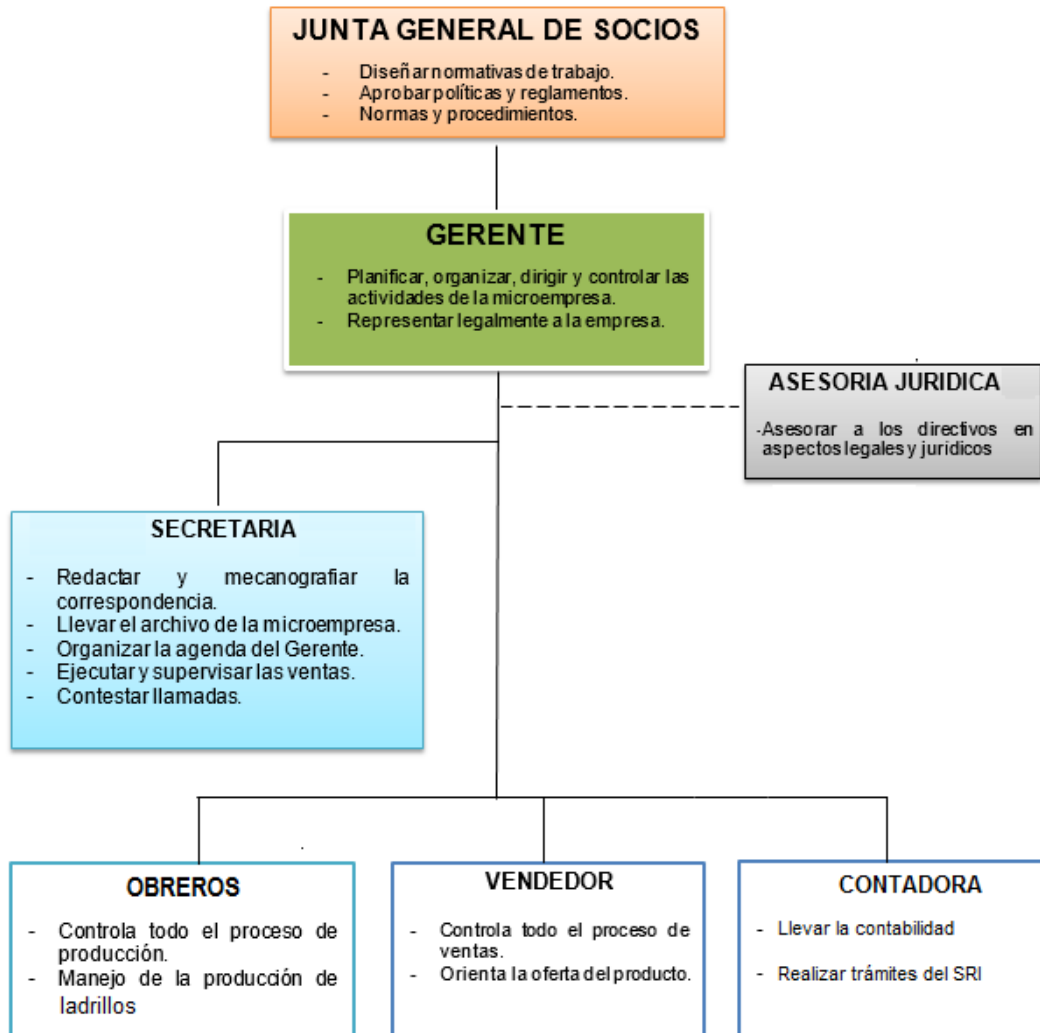 JUNTA GENERAL DE SOCIOS
- Diseñar normativas de trabajo.
- Aprobar políticas y reglamentos.
- Normas y procedimientos.
GERENTE
- Planificar, organizar, dirigir y controlar las
actividades de la microempresa.
- Representar legalmente a la empresa.
ASESORIA JURIDICA
-Asesorar a los directivos en
aspectos legales y jurídicos
SECRETARIA
- Redactar y mecanografiar la
correspondencia.
- Llevar el archivo de la microempresa.
- Organizar la agenda del Gerente.
- Ejecutar y supervisar las ventas.
- Contestar llamadas.
OBREROS
- Controla todo el proceso de
producción.
- Manejo de la producción de
ladrillos
VENDEDOR
- Controla todo el proceso de
ventas.
- Orienta la oferta del producto.
CONTADORA
- Llevar la contabilidad
- Realizar trámites del SRI